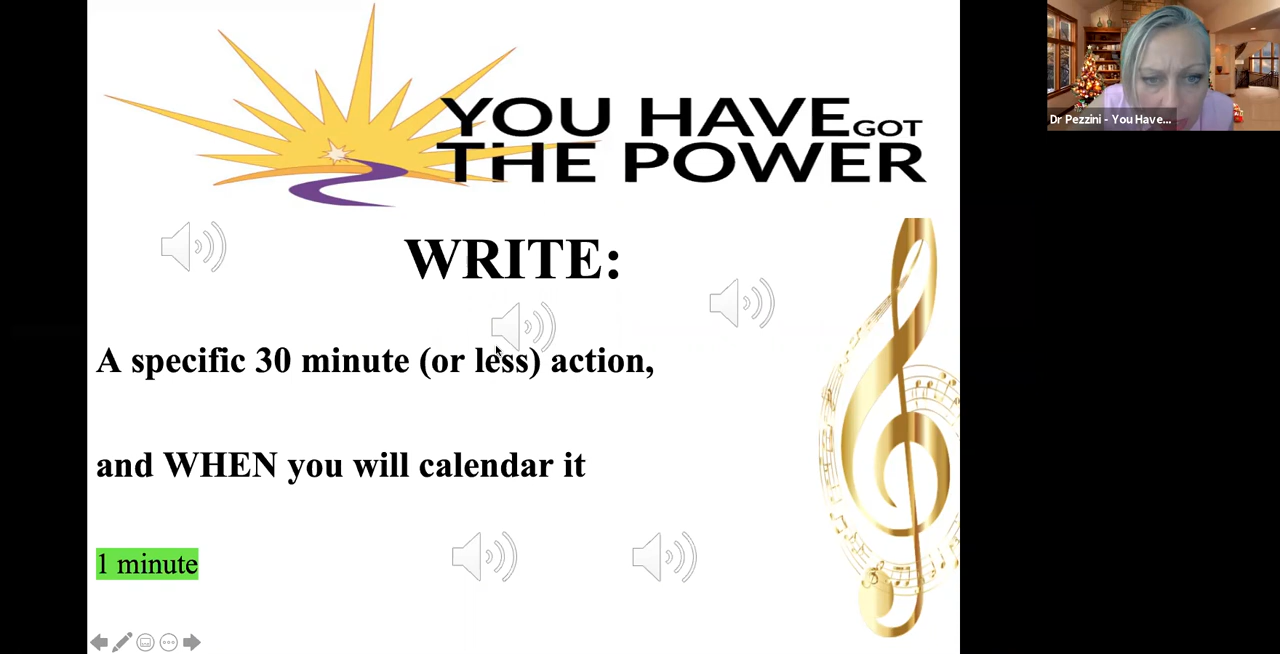 YOU HAVE GOT
THE POWER
Dr Pezzini - You Have...
WRITE:
A specific 30 minute (or less) action,
and WHEN you will calendar it
1 minute